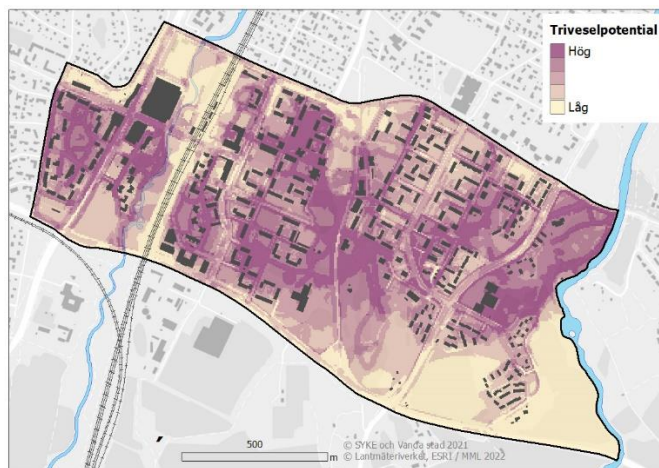 Triveselpotential
Hög
Låg
500
m
© SYKE och Vanda stad 2021
© Lantmäteriverket, ESRI / MML 2022